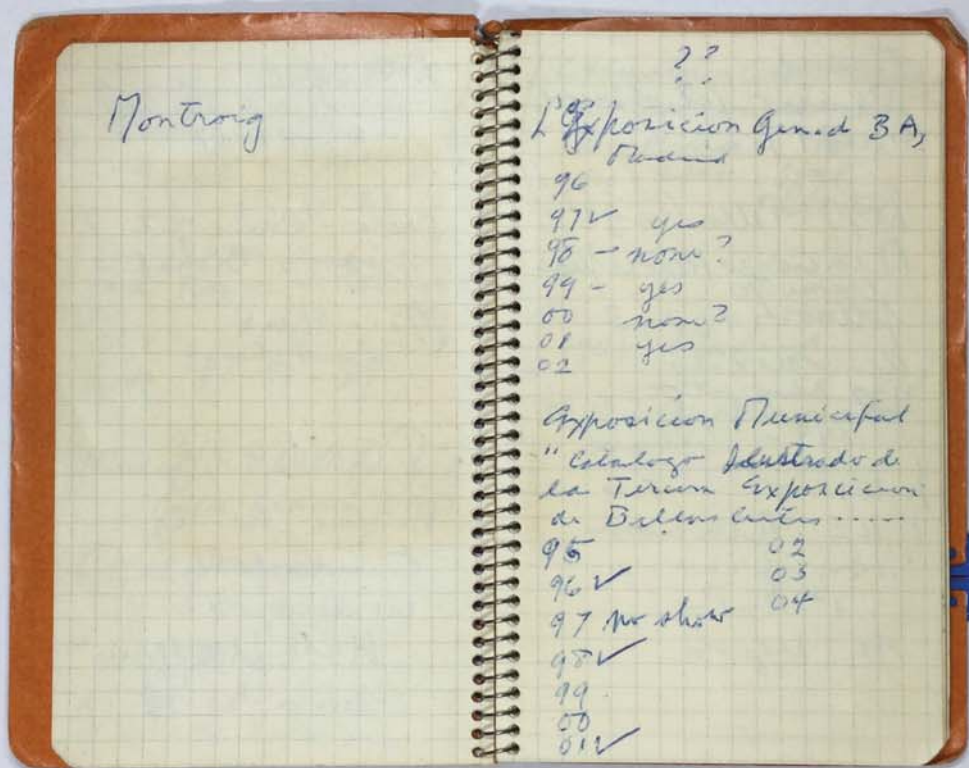 Montroig
? ?
L'Exposicion Gen. d BA,
Madrid
96
97 ✓ yes
98 - none?
99 - yes
00 none?
01 yes
02
Exposicion Municipal
"Catalogo Ilustrado de
la Tercera Exposicion
de Bellas Artes .....
95 02
96 ✓ 03
97 no show 04
98 ✓
99
00
01 ✓